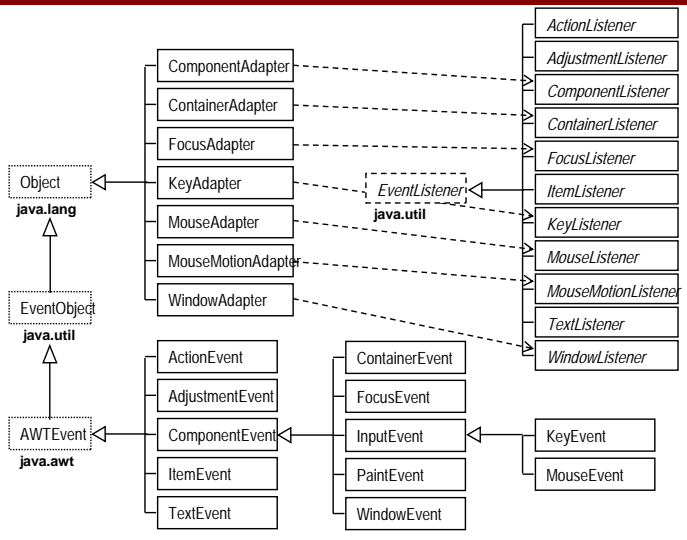 ActionListener
AdjustmentListener
ComponentAdapter
ComponentListener
ContainerAdapter
ContainerListener
FocusAdapter
FocusListener
Object
java.lang
KeyAdapter
EventListener
java.util
ItemListener
KeyListener
MouseAdapter
MouseListener
MouseMotionAdapter
MouseMotionListener
EventObject
java.util
WindowAdapter
TextListener
WindowListener
ActionEvent
ContainerEvent
AdjustmentEvent
FocusEvent
AWTEvent
java.awt
ComponentEvent
InputEvent
KeyEvent
ItemEvent
PaintEvent
MouseEvent
TextEvent
WindowEvent